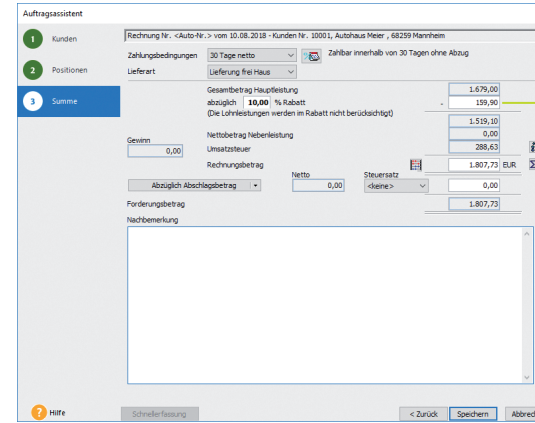 Auftragsassistent
1 Kunden
2 Positionen
3 Summe
Rechnung Nr. <Auto-Nr.> vom 10.08.2018 - Kunden Nr. 10001, Autohaus Meier , 68259 Mannheim
Zahlungsbedingungen 30 Tage netto Zahlbar innerhalb von 30 Tagen ohne Abzug
Lieferart Lieferung frei Haus
Gesamtbetrag Hauptleistung 1.679,00
abzüglich 10,00 % Rabatt - 159,90
(Die Lohnleistungen werden im Rabatt nicht berücksichtigt)
1.519,10
Nettobetrag Nebenleistung 0,00
Gewinn
0,00
Umsatzsteuer 288,63
Rechnungsbetrag 1.807,73 EUR
Netto Steuersatz
Abzüglich Abschlagsbetrag 0,00 <keine> 0,00
Forderungsbetrag 1.807,73
Nachbemerkung
? Hilfe
Schnellerfassung
< Zurück
Speichern
Abbrec